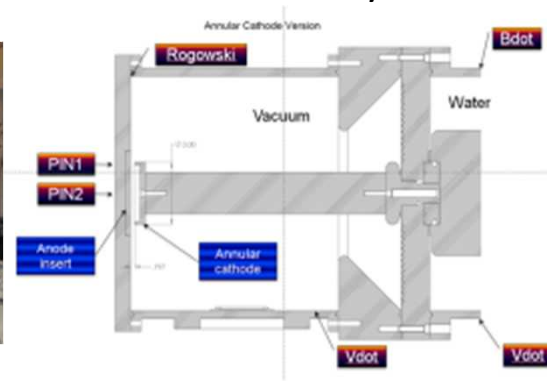 Annular Cathode Version
Rogowski
Bdot
Water
Vacuum
PIN1
PIN2
Anode
insert
Annular
cathode
Vdot
Vdot